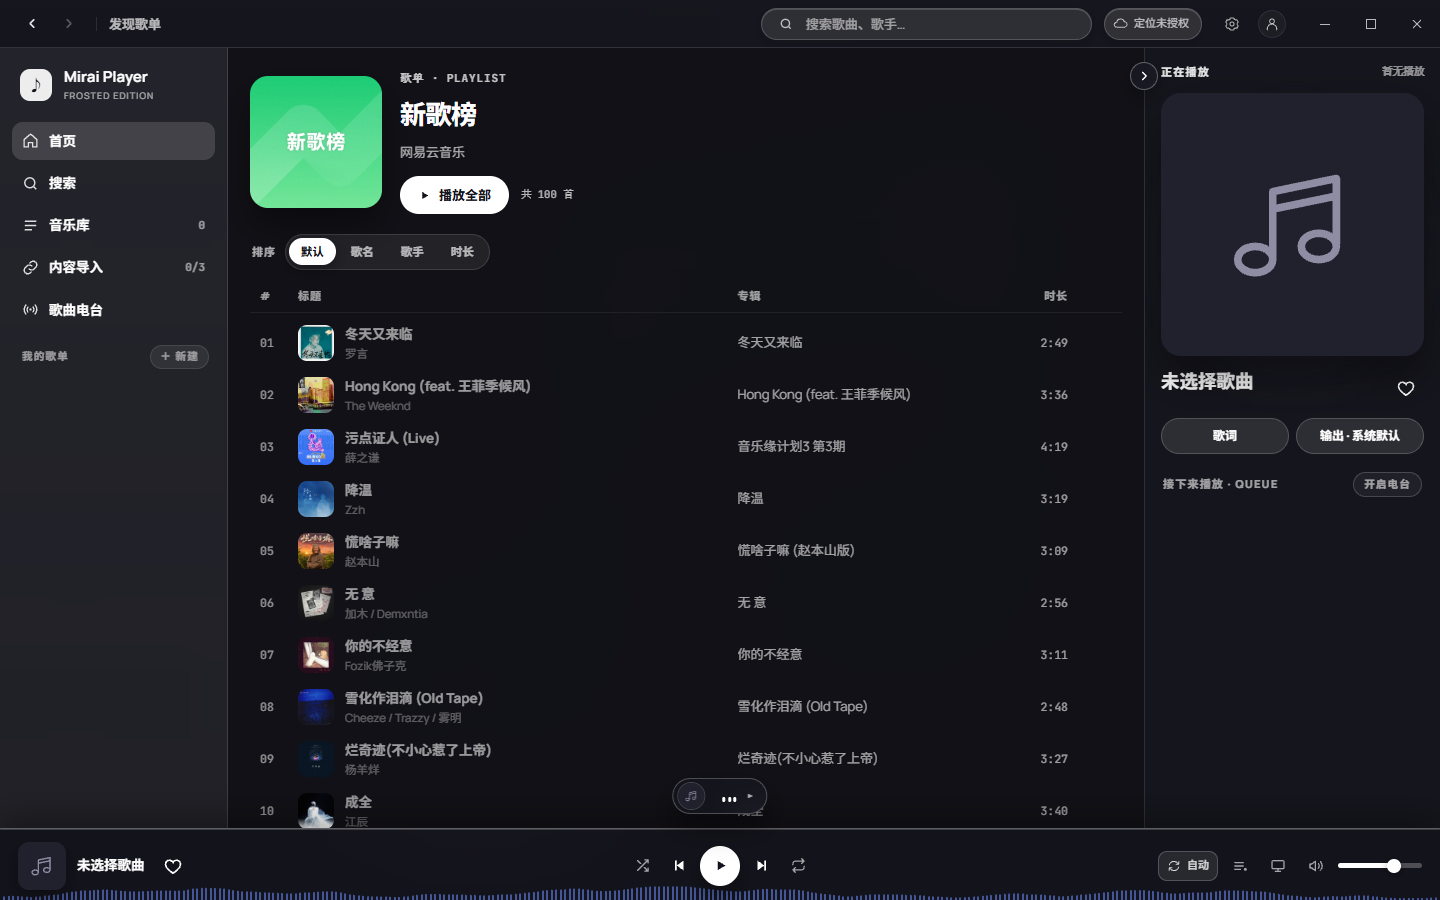 发现歌单
搜索歌曲、歌手...
定位未授权
Mirai Player
FROSTED EDITION
首页
搜索
音乐库 0
内容导入 0/3
歌曲电台
我的歌单
新建
新歌榜
歌单 · PLAYLIST
新歌榜
网易云音乐
播放全部
共 100 首
排序 默认 歌名 歌手 时长
# 标题 专辑 时长
01 冬天又来临 冬天又来临 2:49
罗言
02 Hong Kong (feat. 王菲季候风) Hong Kong (feat. 王菲季候风) 3:36
The Weeknd
03 污点证人 (Live) 音乐缘计划3 第3期 4:19
薛之谦
04 降温 降温 3:19
Zzh
05 慌啥子嘛 慌啥子嘛 (赵本山版) 3:09
赵本山
06 无 意 无 意 2:56
加木 / Demxntia
07 你的不经意 你的不经意 3:11
Fozik佛子克
08 雪化作泪滴 (Old Tape) 雪化作泪滴 (Old Tape) 2:48
Cheeze / Trazzy / 雾明
09 烂奇迹(不小心惹了上帝) 烂奇迹(不小心惹了上帝) 3:27
杨羊烊
10 成全 3:40
江辰
...
正在播放 暂无播放
未选择歌曲
歌词
输出 · 系统默认
接下来播放 · QUEUE
开启电台
未选择歌曲
自动